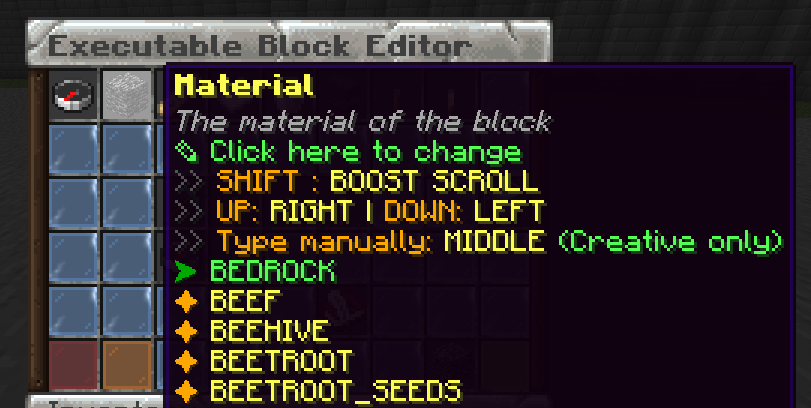 Executable Block Editor
Material
The material of the block
✎ Click here to change
>> SHIFT : BOOST SCROLL
>> UP: RIGHT | DOWN: LEFT
>> Type manually: MIDDLE (Creative only)
➤ BEDROCK
✦ BEEF
✦ BEEHIVE
✦ BEETROOT
✦ BEETROOT_SEEDS